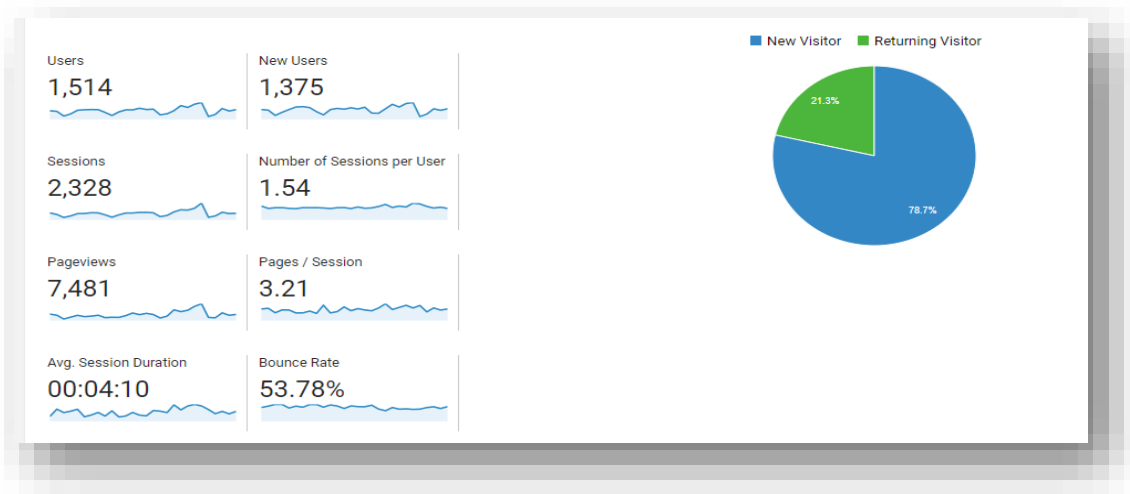 New Visitor Returning Visitor
Users
1,514
New Users
1,375
Sessions
2,328
Number of Sessions per User
1.54
Pageviews
7,481
Pages / Session
3.21
Avg. Session Duration
00:04:10
Bounce Rate
53.78%
21.3%
78.7%